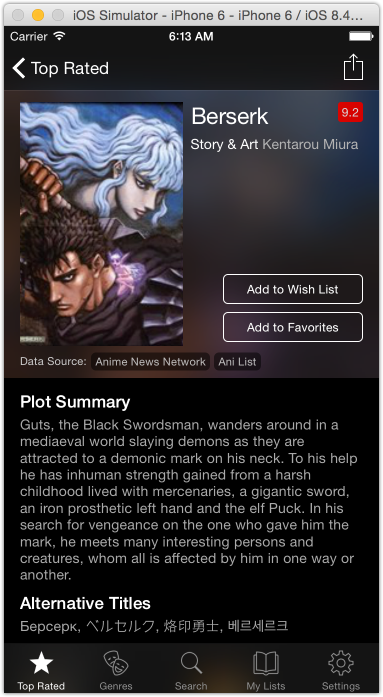 iOS Simulator - iPhone 6 - iPhone 6 / iOS 8.4…
Carrier 6:13 AM
Top Rated
Berserk 9.2
Story & Art Kentarou Miura
Add to Wish List
Add to Favorites
Data Source: Anime News Network Ani List
Plot Summary
Guts, the Black Swordsman, wanders around in a
mediaeval world slaying demons as they are
attracted to a demonic mark on his neck. To his help
he has inhuman strength gained from a harsh
childhood lived with mercenaries, a gigantic sword,
an iron prosthetic left hand and the elf Puck. In his
search for vengeance on the one who gave him the
mark, he meets many interesting persons and
creatures, whom all is affected by him in one way or
another.
Alternative Titles
Берсерк, ベルセルク, 烙印勇士, 베르세르크
Top Rated Genres Search My Lists Settings